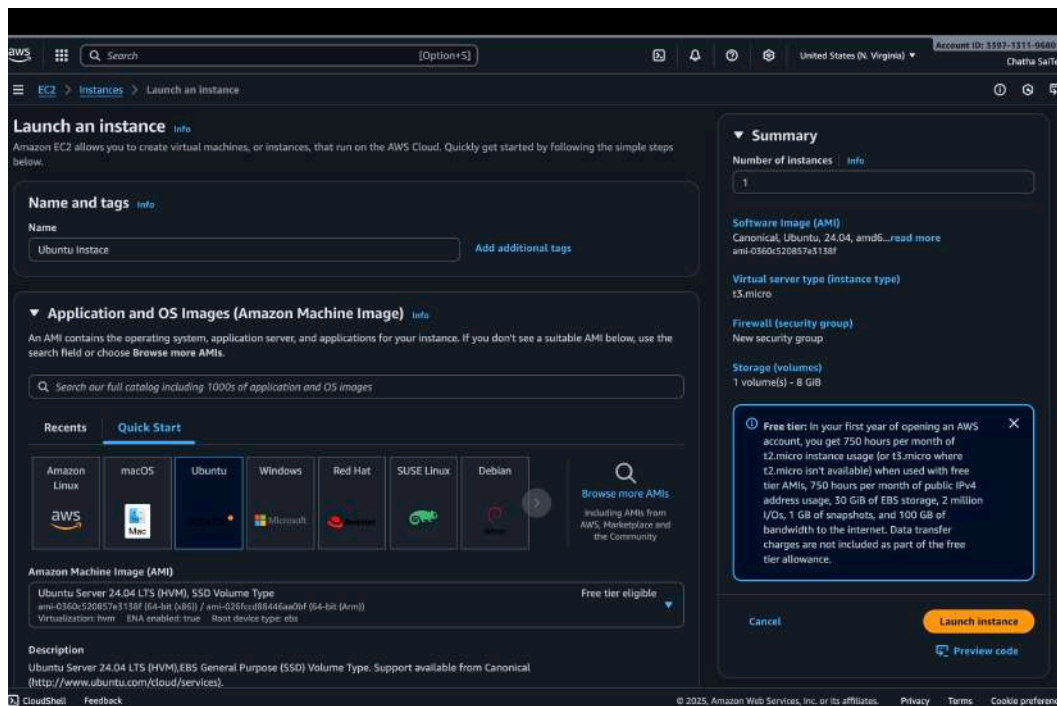 aws
Search
[Option+S]
United States (N. Virginia)
Account ID: 3397-1311-9680
Chatha SaiTe
EC2 > Instances > Launch an instance
Launch an instance Info
Amazon EC2 allows you to create virtual machines, or instances, that run on the AWS Cloud. Quickly get started by following the simple steps
below.
Name and tags Info
Name
Ubuntu Instace
Add additional tags
Application and OS Images (Amazon Machine Image) Info
An AMI contains the operating system, application server, and applications for your instance. If you don't see a suitable AMI below, use the
search field or choose Browse more AMIs.
Search our full catalog including 1000s of application and OS images
Recents
Quick Start
Amazon
Linux
aws
macOS
Mac
Ubuntu
Windows
Microsoft
Red Hat
SUSE Linux
Debian
Browse more AMIs
Including AMIs from
AWS, Marketplace and
the Community
Amazon Machine Image (AMI)
Ubuntu Server 24.04 LTS (HVM), SSD Volume Type
Free tier eligible
ami-0360c520857e3138f (64-bit (x86)) / ami-026fccd88446aa0bf (64-bit (Arm))
Virtualization: hvm ENA enabled: true Root device type: ebs
Description
Ubuntu Server 24.04 LTS (HVM),EBS General Purpose (SSD) Volume Type. Support available from Canonical
(http://www.ubuntu.com/cloud/services).
Summary
Number of instances Info
1
Software Image (AMI)
Canonical, Ubuntu, 24.04, amd6...read more
ami-0360c520857e3138f
Virtual server type (instance type)
t3.micro
Firewall (security group)
New security group
Storage (volumes)
1 volume(s) - 8 GiB
Free tier: In your first year of opening an AWS
account, you get 750 hours per month of
t2.micro instance usage (or t3.micro where
t2.micro isn't available) when used with free
tier AMIs, 750 hours per month of public IPv4
address usage, 30 GiB of EBS storage, 2 million
I/Os, 1 GB of snapshots, and 100 GB of
bandwidth to the internet. Data transfer
charges are not included as part of the free
tier allowance.
Cancel
Launch instance
Preview code
CloudShell Feedback
© 2025, Amazon Web Services, Inc. or its affiliates. Privacy Terms Cookie preferen